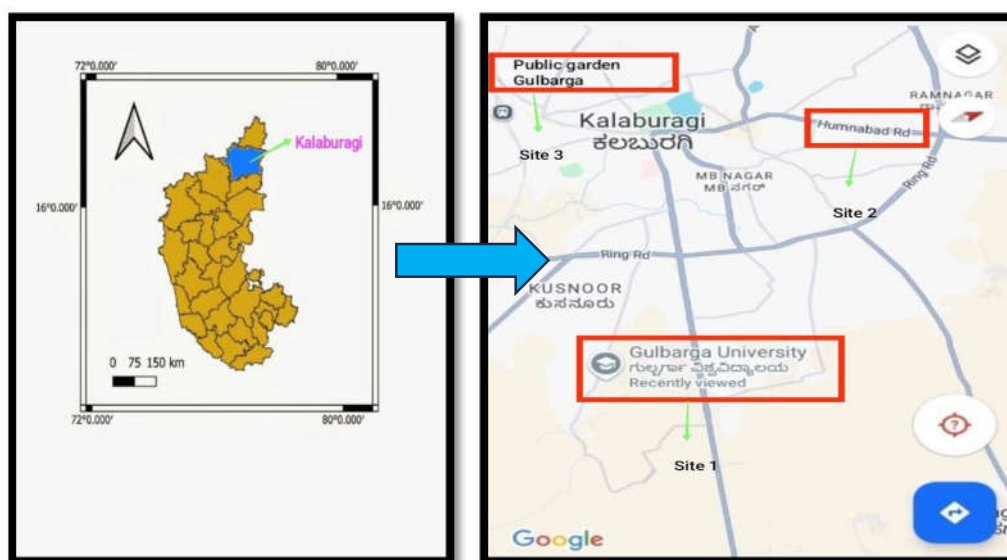 72°0.000'
80°0.000'
Kalaburagi
16°0.000'
16°0.000'
0 75 150 km
72°0.000'
80°0.000'
Public garden
Gulbarga
Site 3
Kalaburagi
ಕಲಬುರಗಿ
RAMNAGAR
Humnabad Rd
MB NAGAR
MB ನಗರ್
Ring Rd
Site 2
Ring Rd
KUSNOOR
ಕುಸನೂರು
Gulbarga University
ಗುಲ್ಬರ್ಗಾ ವಿಶ್ವವಿದ್ಯಾಲಯ
Recently viewed
Site 1
Google